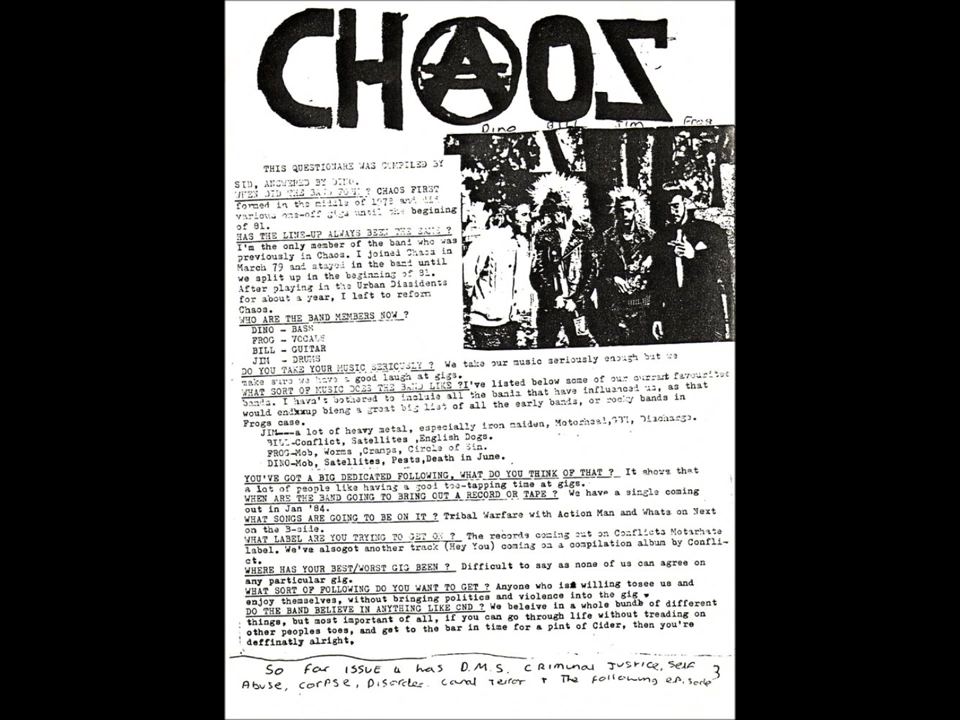 CHAOS
Dino Bill Jim Frog
THIS QUESTIONARE WAS COMPILED BY
SID, ANSWERED BY DINO.
WHEN DID THE BAND FORM ? CHAOS FIRST
formed in the middle of 1978 and did
various one-off gigs until the begining
of 81.
HAS THE LINE-UP ALWAYS BEEN THE SAME ?
I'm the only member of the band who was
previously in Chaos. I joined Chaos in
March 79 and stayed in the band until
we split up in the beginning of 81.
After playing in the Urban Dissidents
for about a year, I left to reform
Chaos.
WHO ARE THE BAND MEMBERS NOW ?
DINO - BASS
FROG - VOCALS
BILL - GUITAR
JIM - DRUMS
DO YOU TAKE YOUR MUSIC SERIOUSLY ? We take our music seriously enough but we
make sure we have a good laugh at gigs.
WHAT SORT OF MUSIC DOES THE BAND LIKE ?I've listed below some of our current favourites
bands. I havn't bothered to include all the bands that have influenced us, as that
would endxxup bieng a great big list of all the early bands, or rocky bands in
Frogs case.
JIM---a lot of heavy metal, especially iron maiden, Motorhead,GBH, Discharge.
BILL-Conflict, Satellites ,English Dogs.
FROG-Mob, Worms ,Cramps, Circle of Sin.
DINO-Mob, Satellites, Pests,Death in June.
YOU'VE GOT A BIG DEDICATED FOLLOWING, WHAT DO YOU THINK OF THAT ? It shows that
a lot of people like having a good toe-tapping time at gigs.
WHEN ARE THE BAND GOING TO BRING OUT A RECORD OR TAPE ? We have a single coming
out in Jan '84.
WHAT SONGS ARE GOING TO BE ON IT ? Tribal Warfare with Action Man and Whats on Next
on the B-side.
WHAT LABEL ARE YOU TRYING TO GET ON ? The records coming out on Conflicts Motarhate
label. We've alsogot another track (Hey You) coming on a compilation album by Confli-
ct.
WHERE HAS YOUR BEST/WORST GIG BEEN ? Difficult to say as none of us can agree on
any particular gig.
WHAT SORT OF FOLLOWING DO YOU WANT TO GET ? Anyone who is willing tosee us and
enjoy themselves, without bringing politics and violence into the gig .
DO THE BAND BELIEVE IN ANYTHING LIKE CND ? We beleive in a whole bundle of different
things, but most important of all, if you can go through life without treading on
other peoples toes, and get to the bar in time for a pint of Cider, then you're
deffinatly alright.
So far ISSUE 4 has D.M.S. CRIMINAL JUSTICE, Self
Abuse, CORPSE, Disorder. Canal Terror + The following e.p.
3